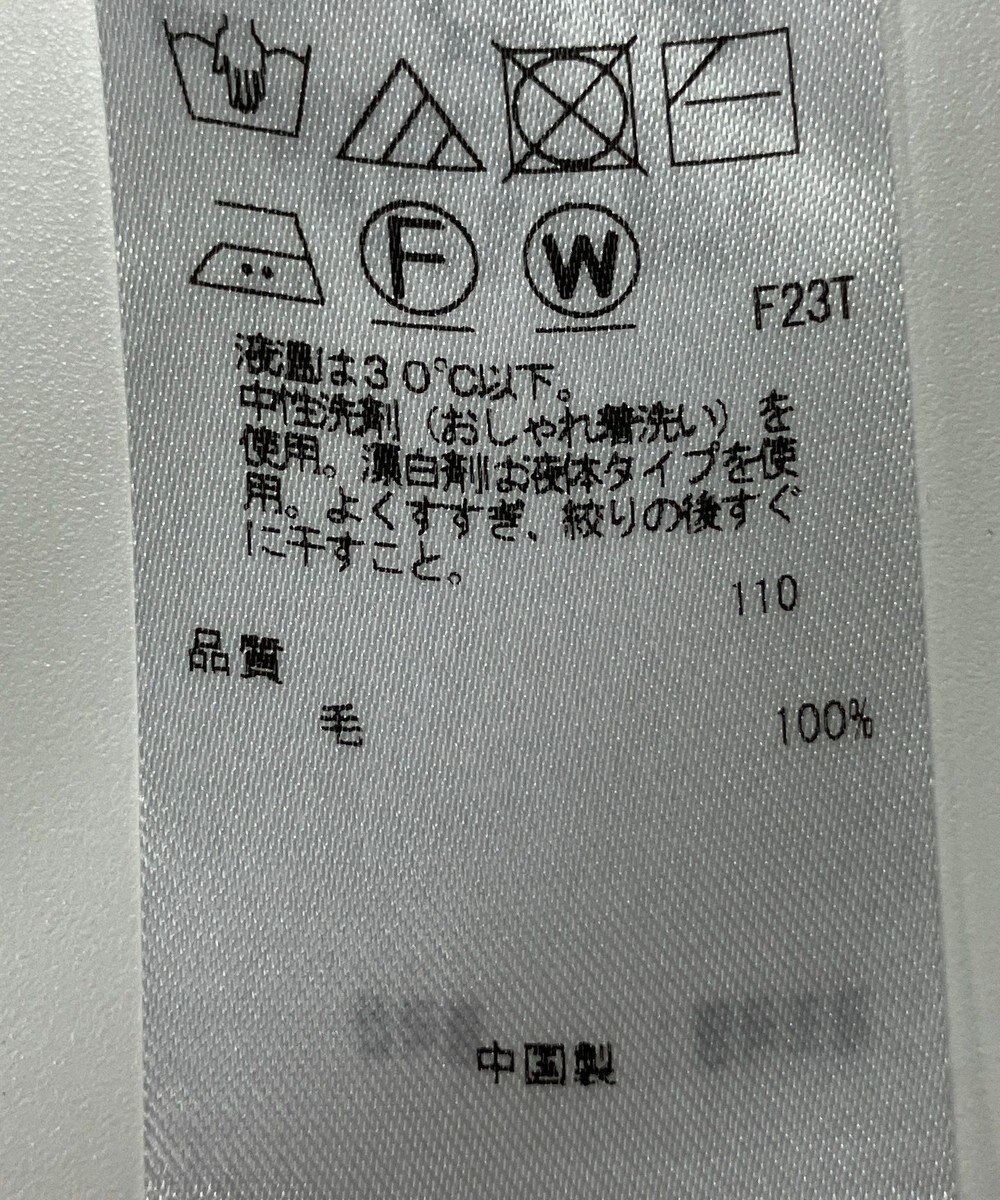 F
W
F23T
液温は30℃以下。
中性洗剤（おしゃれ着洗い）を
使用。漂白剤は液体タイプを使
用。よくすすぎ、絞りの後すぐ
に干すこと。
110
品質
毛 100%
中国製